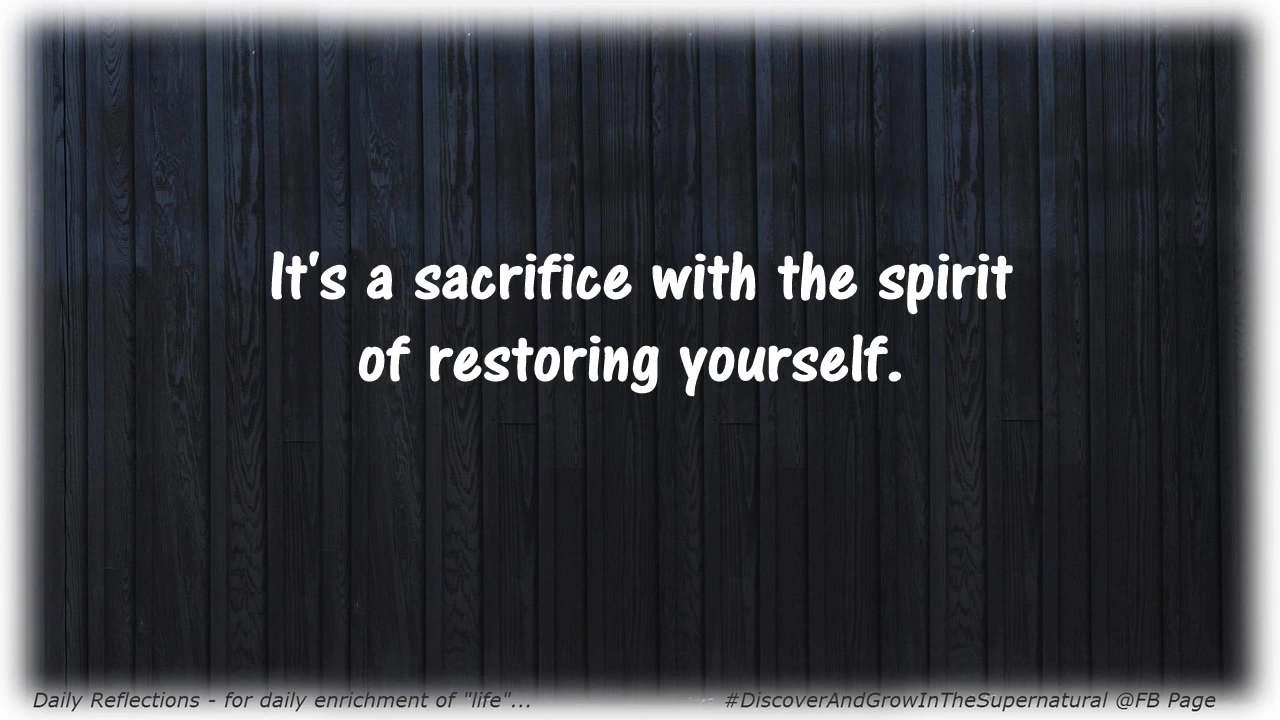 It's a sacrifice with the spirit
of restoring yourself.
Daily Reflections - for daily enrichment of "life"...
#DiscoverAndGrowInTheSupernatural @FB Page